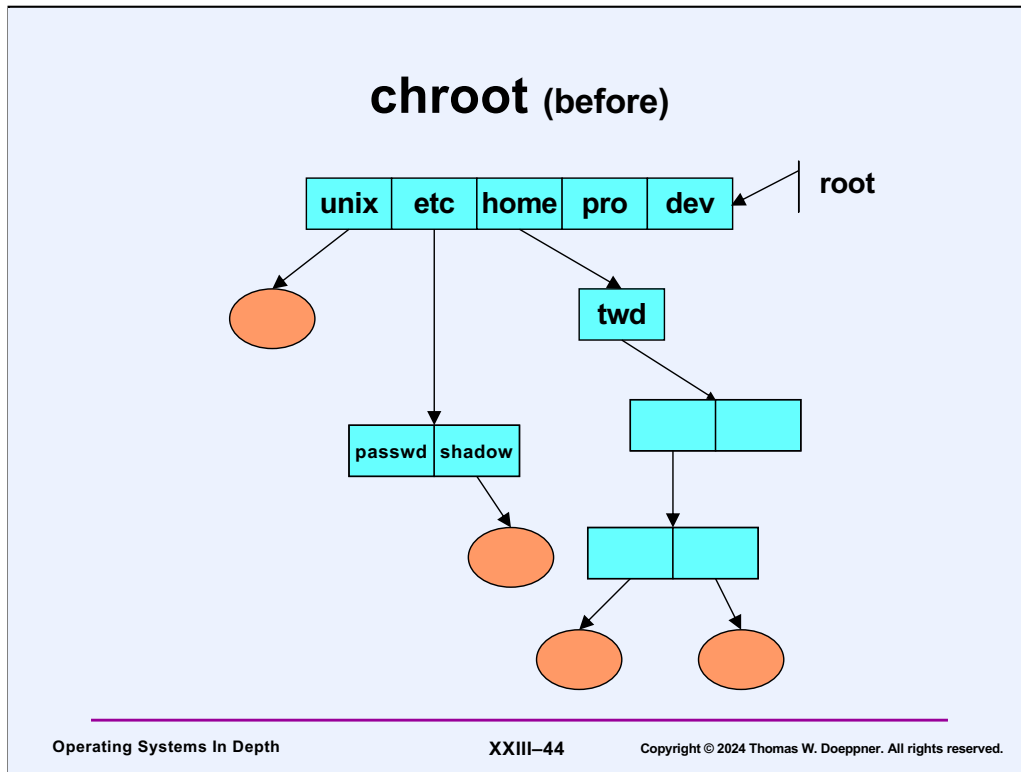 chroot (before)
root
unix etc home pro dev
twd
passwd shadow
Operating Systems In Depth XXIII–44 Copyright © 2024 Thomas W. Doeppner. All rights reserved.